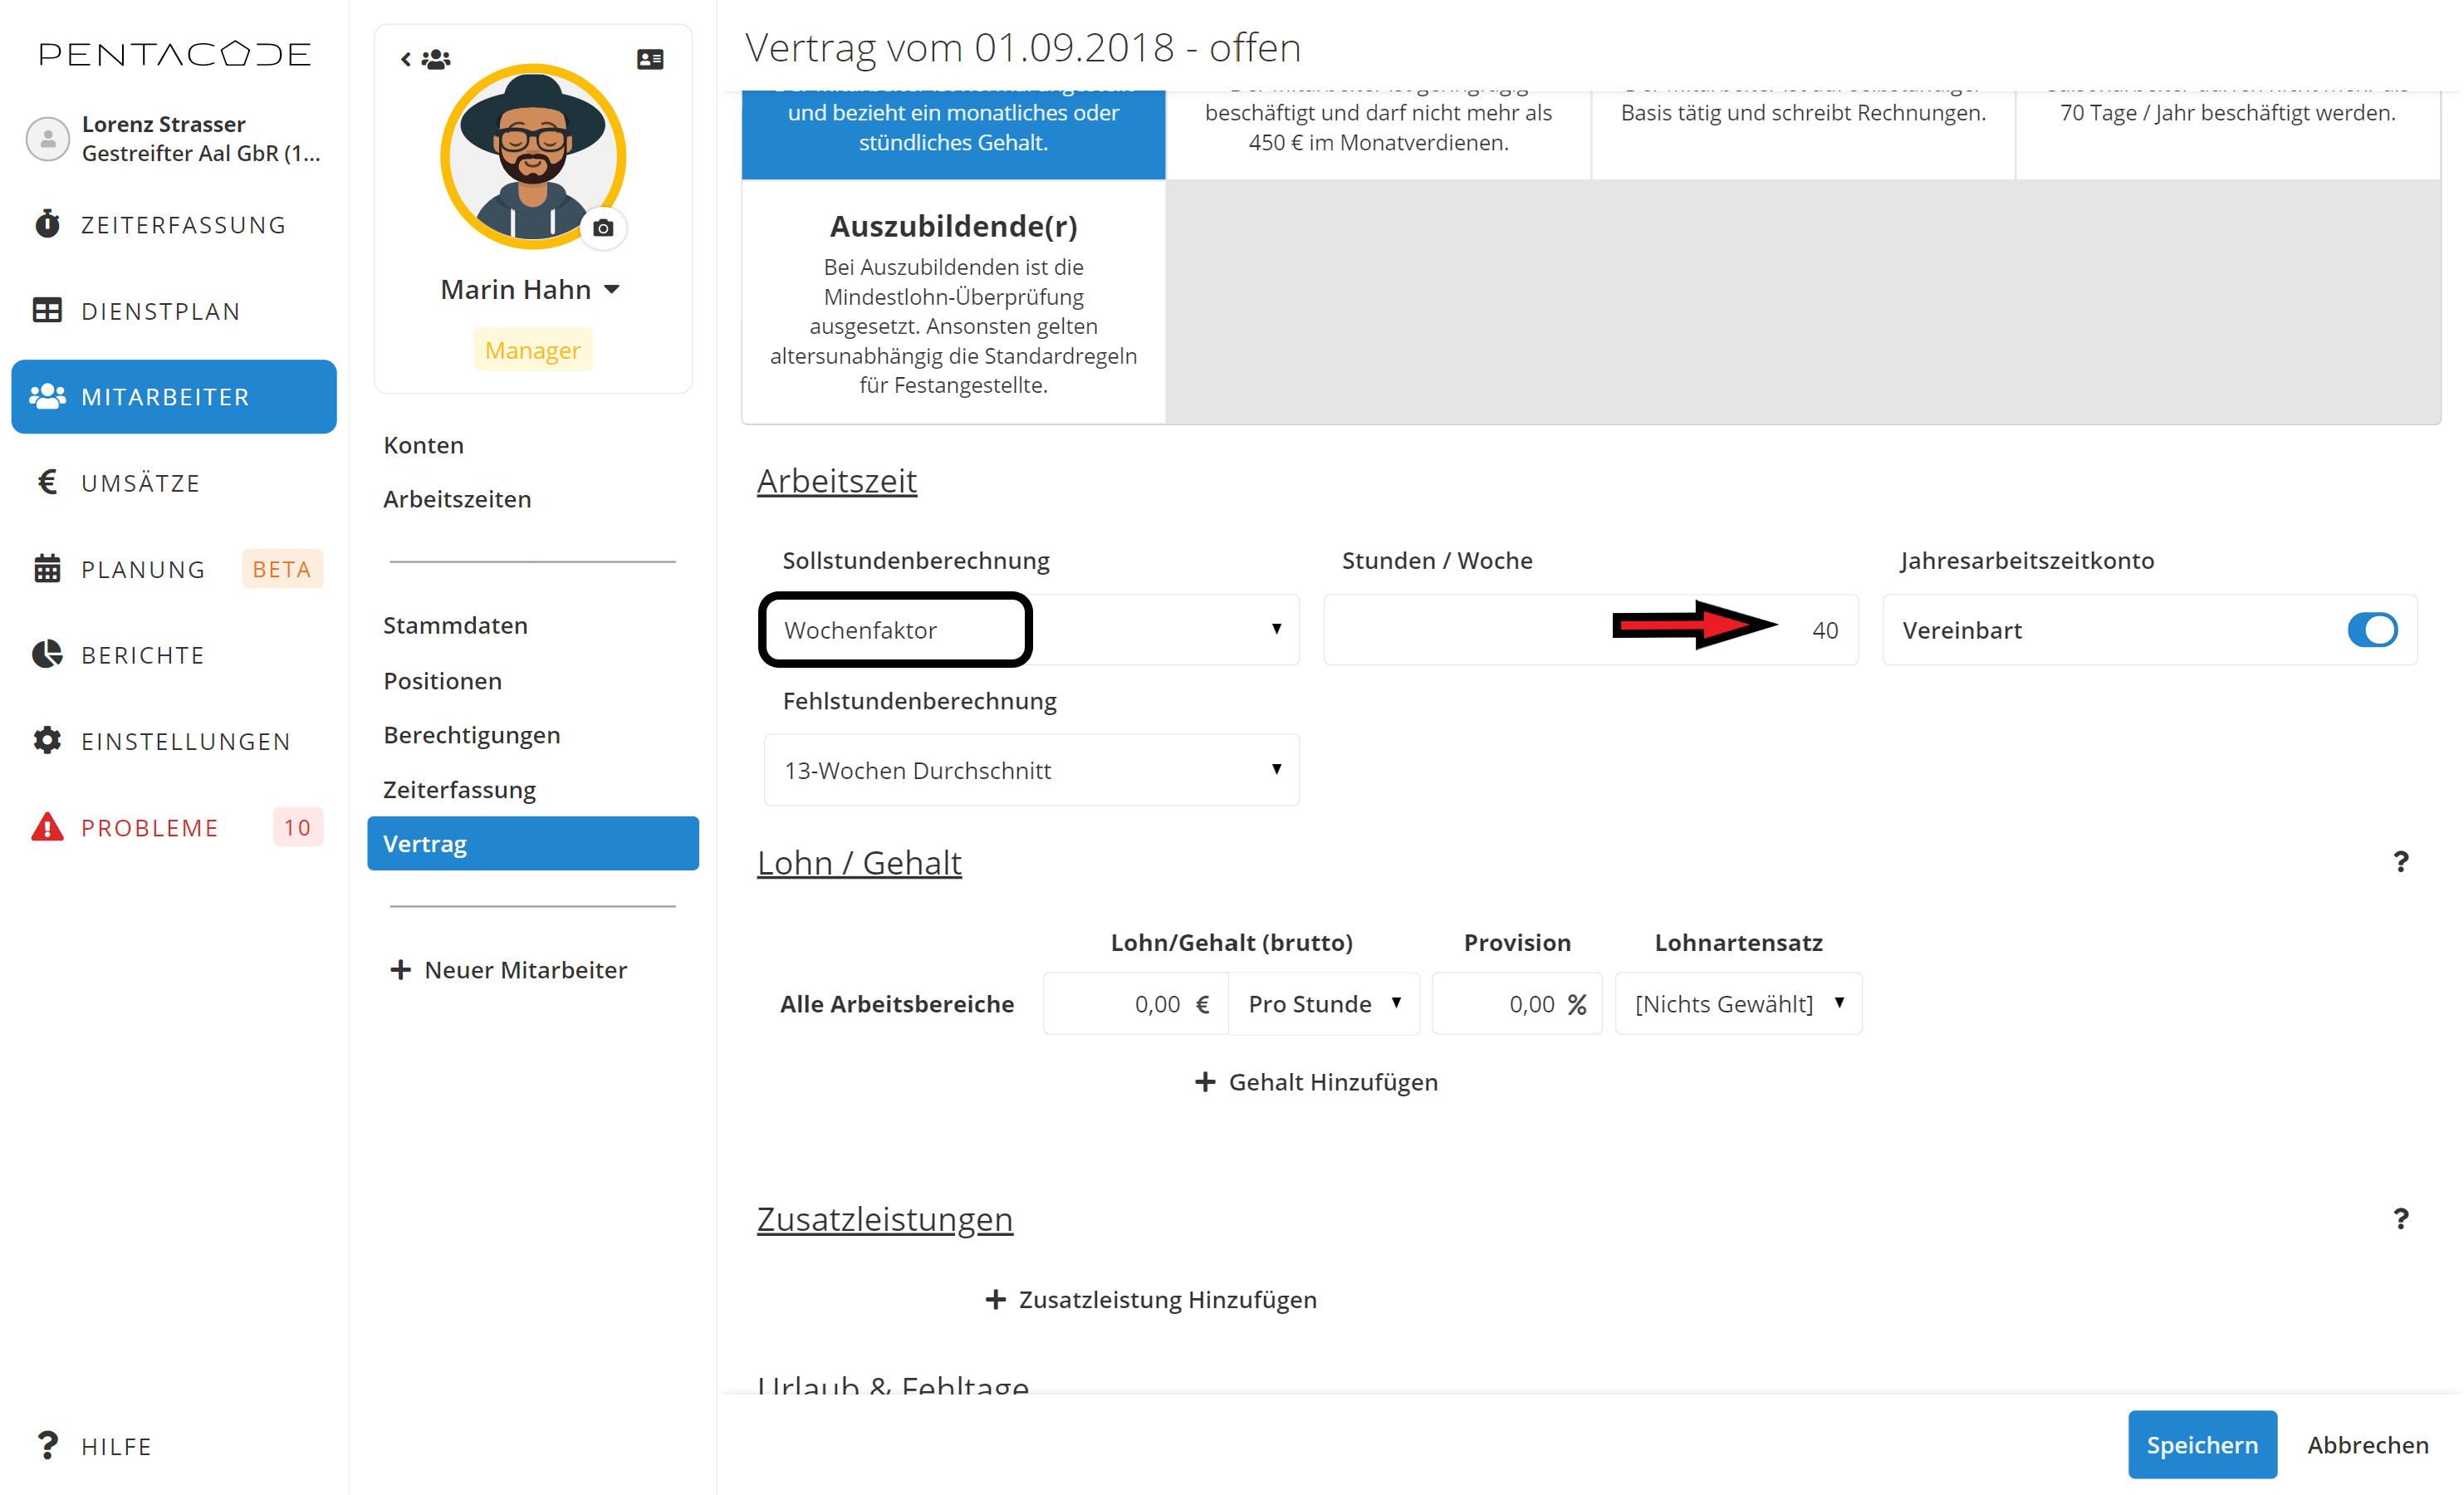 PENTACODE
Lorenz Strasser
Gestreifter Aal GbR (1...
ZEITERFASSUNG
DIENSTPLAN
MITARBEITER
UMSÄTZE
PLANUNG BETA
BERICHTE
EINSTELLUNGEN
PROBLEME 10
HILFE
Marin Hahn
Manager
Konten
Arbeitszeiten
Stammdaten
Positionen
Berechtigungen
Zeiterfassung
Vertrag
Neuer Mitarbeiter
Vertrag vom 01.09.2018 - offen
und bezieht ein monatliches oder
stündliches Gehalt.
beschäftigt und darf nicht mehr als
450 € im Monatverdienen.
Basis tätig und schreibt Rechnungen.
70 Tage / Jahr beschäftigt werden.
Auszubildende(r)
Bei Auszubildenden ist die
Mindestlohn-Überprüfung
ausgesetzt. Ansonsten gelten
altersunabhängig die Standardregeln
für Festangestellte.
Arbeitszeit
Sollstundenberechnung Stunden / Woche Jahresarbeitszeitkonto
Wochenfaktor 40 Vereinbart
Fehlstundenberechnung
13-Wochen Durchschnitt
Lohn / Gehalt ?
Lohn/Gehalt (brutto) Provision Lohnartensatz
Alle Arbeitsbereiche 0,00 € Pro Stunde 0,00 % [Nichts Gewählt]
Gehalt Hinzufügen
Zusatzleistungen ?
Zusatzleistung Hinzufügen
Urlaub & Fehltage
Speichern Abbrechen